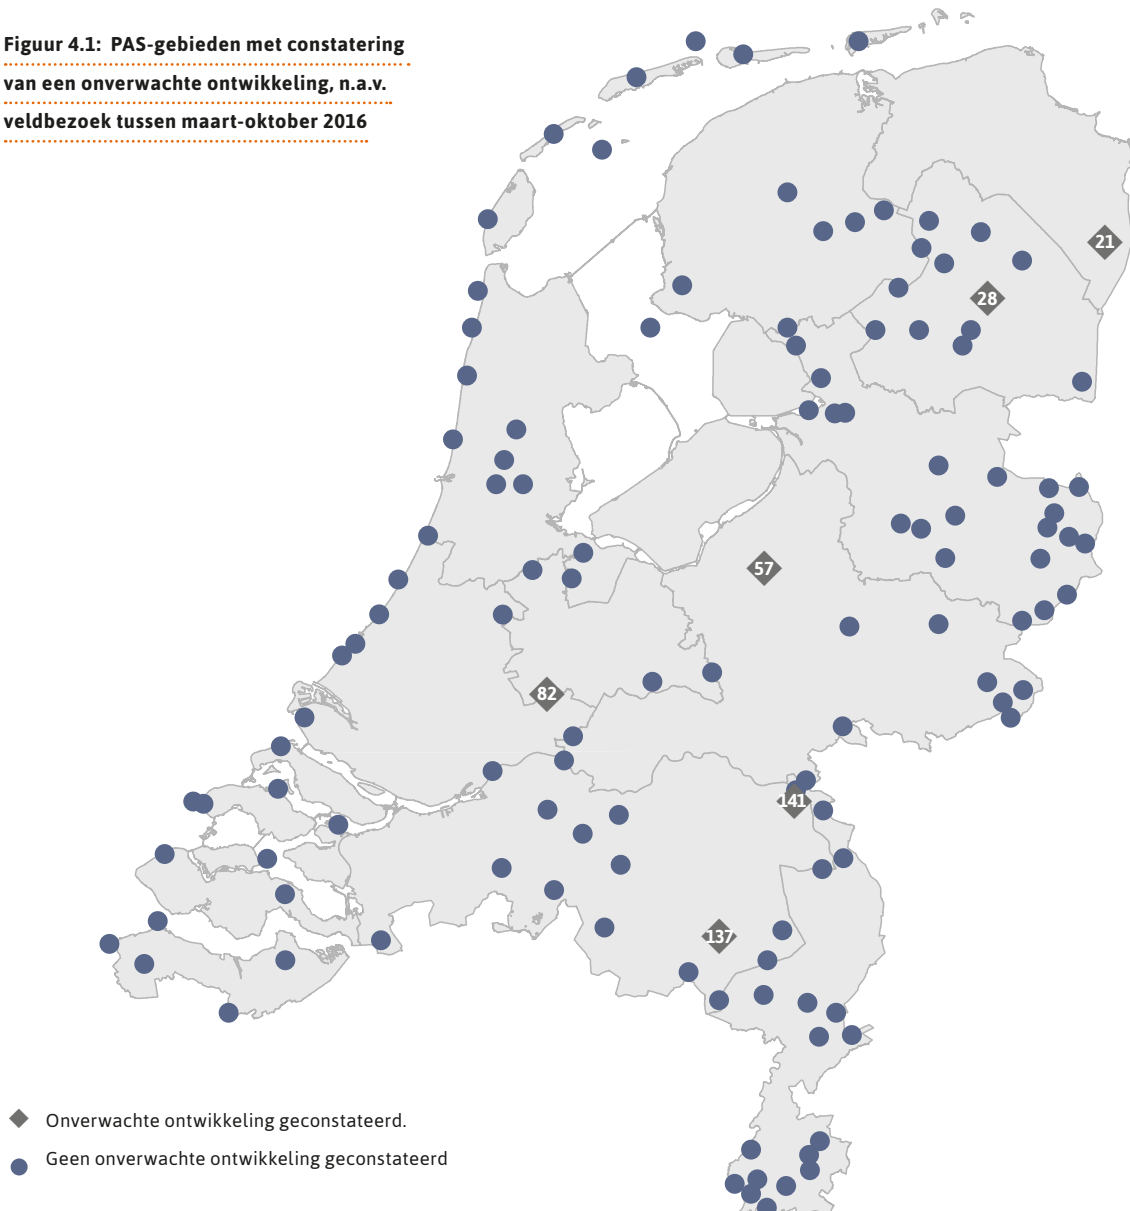 Figuur 4.1: PAS-gebieden met constatering
van een onverwachte ontwikkeling, n.a.v.
veldbezoek tussen maart-oktober 2016
21
28
57
82
141
137
Onverwachte ontwikkeling geconstateerd.
Geen onverwachte ontwikkeling geconstateerd